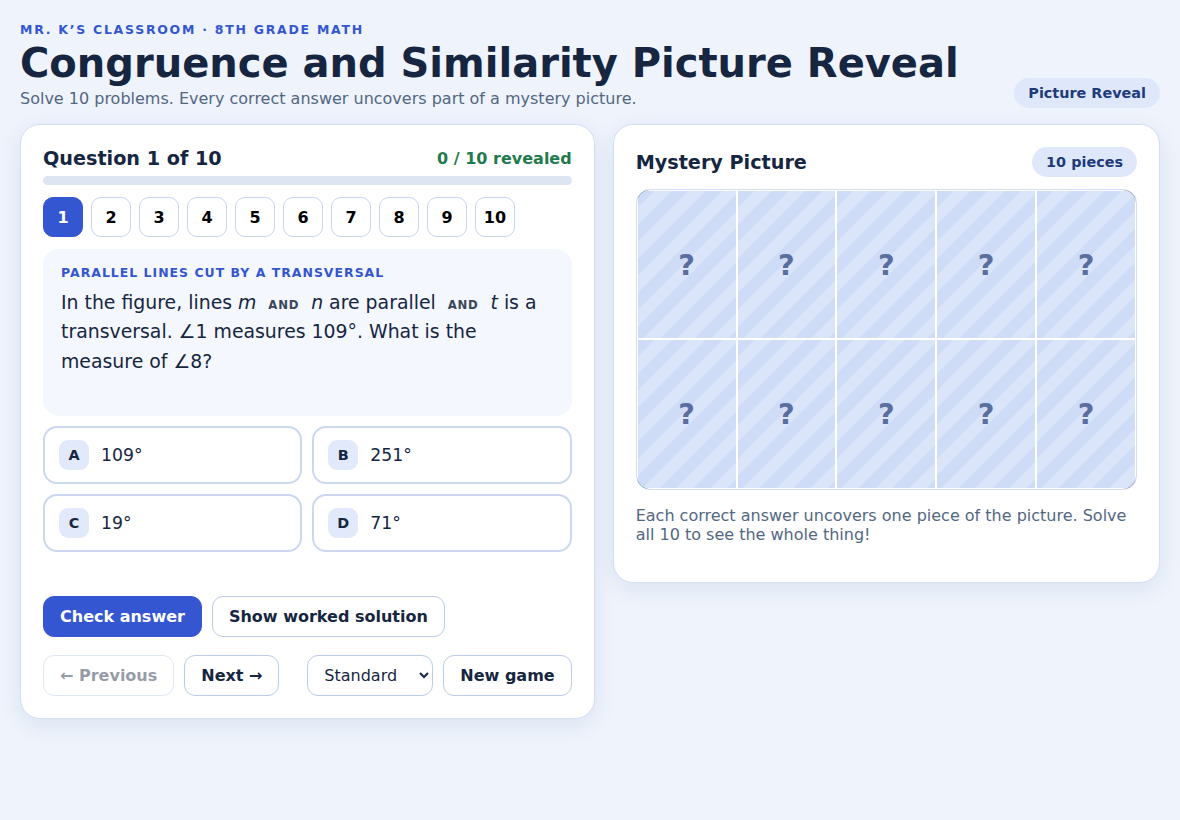 MR. K’S CLASSROOM · 8TH GRADE MATH
Congruence and Similarity Picture Reveal
Solve 10 problems. Every correct answer uncovers part of a mystery picture.
Picture Reveal
Question 1 of 10
0 / 10 revealed
1 2 3 4 5 6 7 8 9 10
PARALLEL LINES CUT BY A TRANSVERSAL
In the figure, lines m AND n are parallel AND t is a
transversal. ∠1 measures 109°. What is the
measure of ∠8?
A 109°
B 251°
C 19°
D 71°
Check answer
Show worked solution
← Previous
Next →
Standard
New game
Mystery Picture
10 pieces
? ? ? ? ?
? ? ? ? ?
Each correct answer uncovers one piece of the picture. Solve
all 10 to see the whole thing!